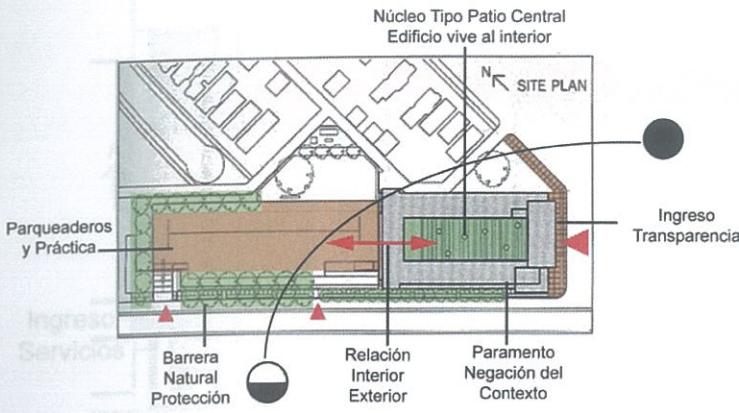 Núcleo Tipo Patio Central
Edificio vive al interior
N
SITE PLAN
Parqueaderos
y Práctica
Ingreso
Transparencia
Ingreso
Servicios
Barrera
Natural
Protección
Relación
Interior
Exterior
Paramento
Negación del
Contexto